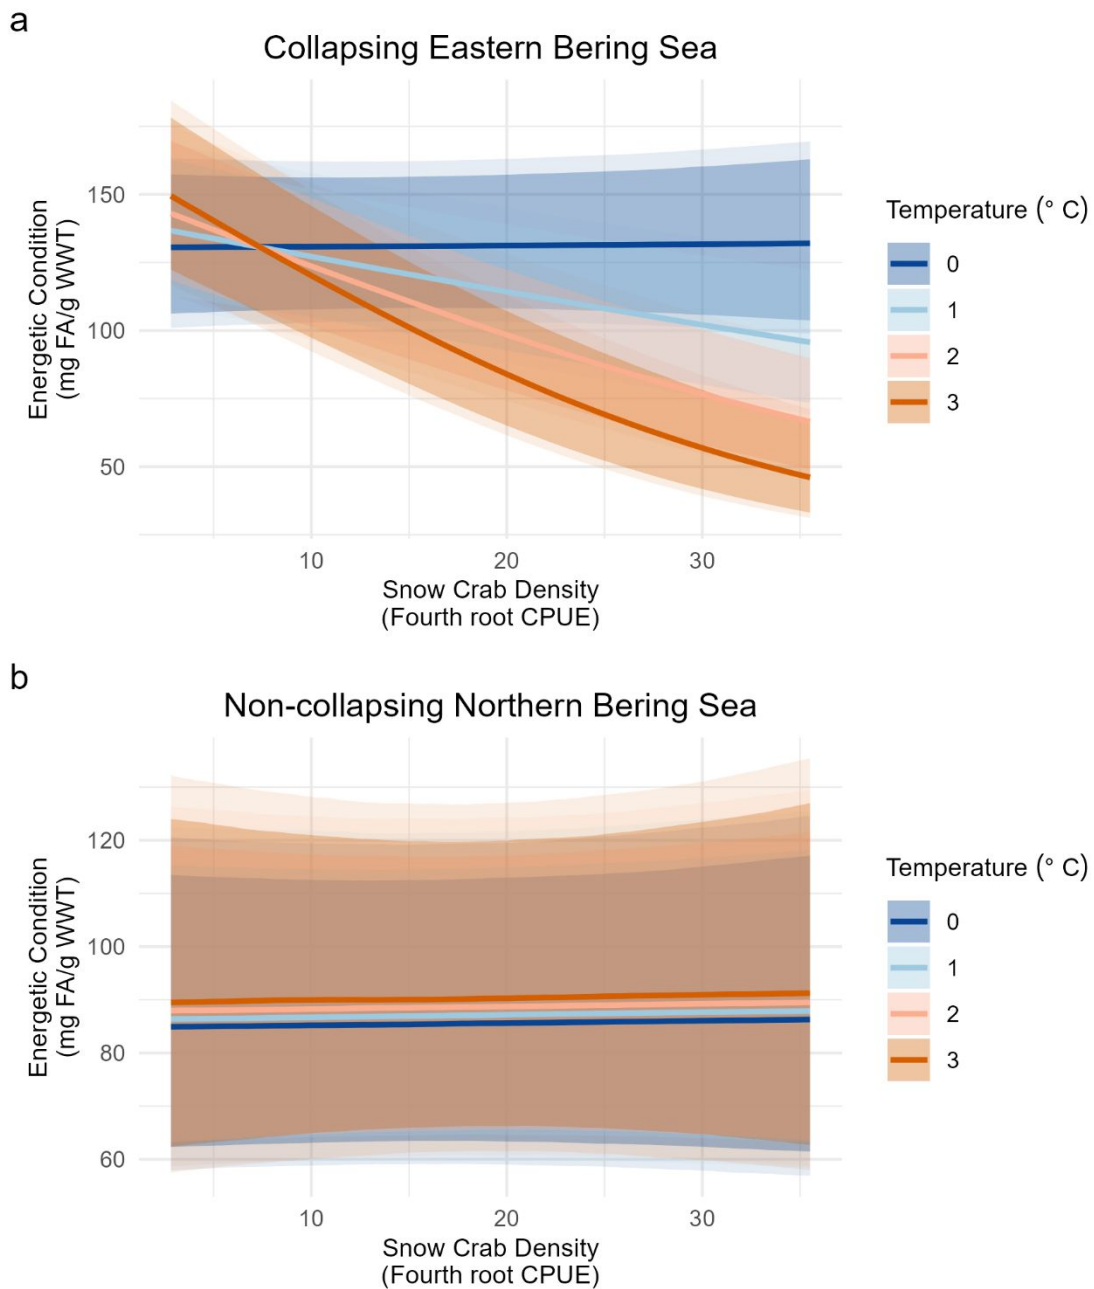 a
Collapsing Eastern Bering Sea
Energetic Condition
(mg FA/g WWT)
150
100
50
10
20
30
Snow Crab Density
(Fourth root CPUE)
Temperature (° C)
0
1
2
3
b
Non-collapsing Northern Bering Sea
Energetic Condition
(mg FA/g WWT)
120
100
80
60
10
20
30
Snow Crab Density
(Fourth root CPUE)
Temperature (° C)
0
1
2
3